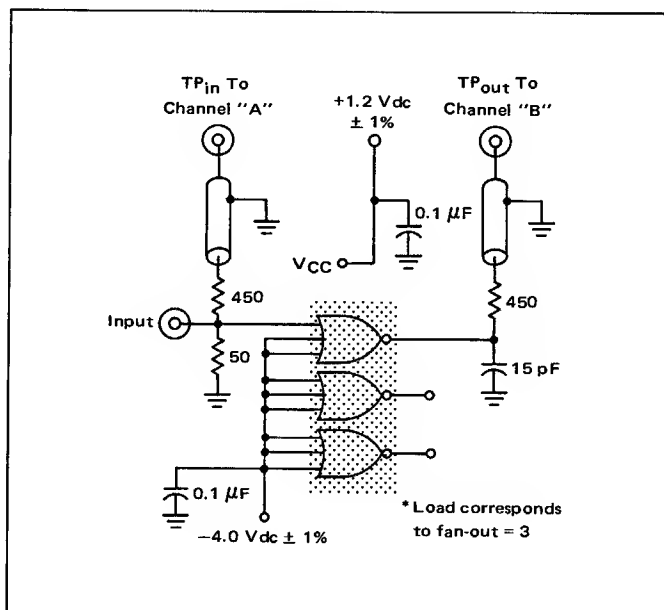 TPin To
Channel "A"
+1.2 Vdc
± 1%
TPout To
Channel "B"
0.1 µF
VCC
450
450
Input
50
15 pF
0.1 µF
−4.0 Vdc ± 1%
* Load corresponds
to fan-out = 3